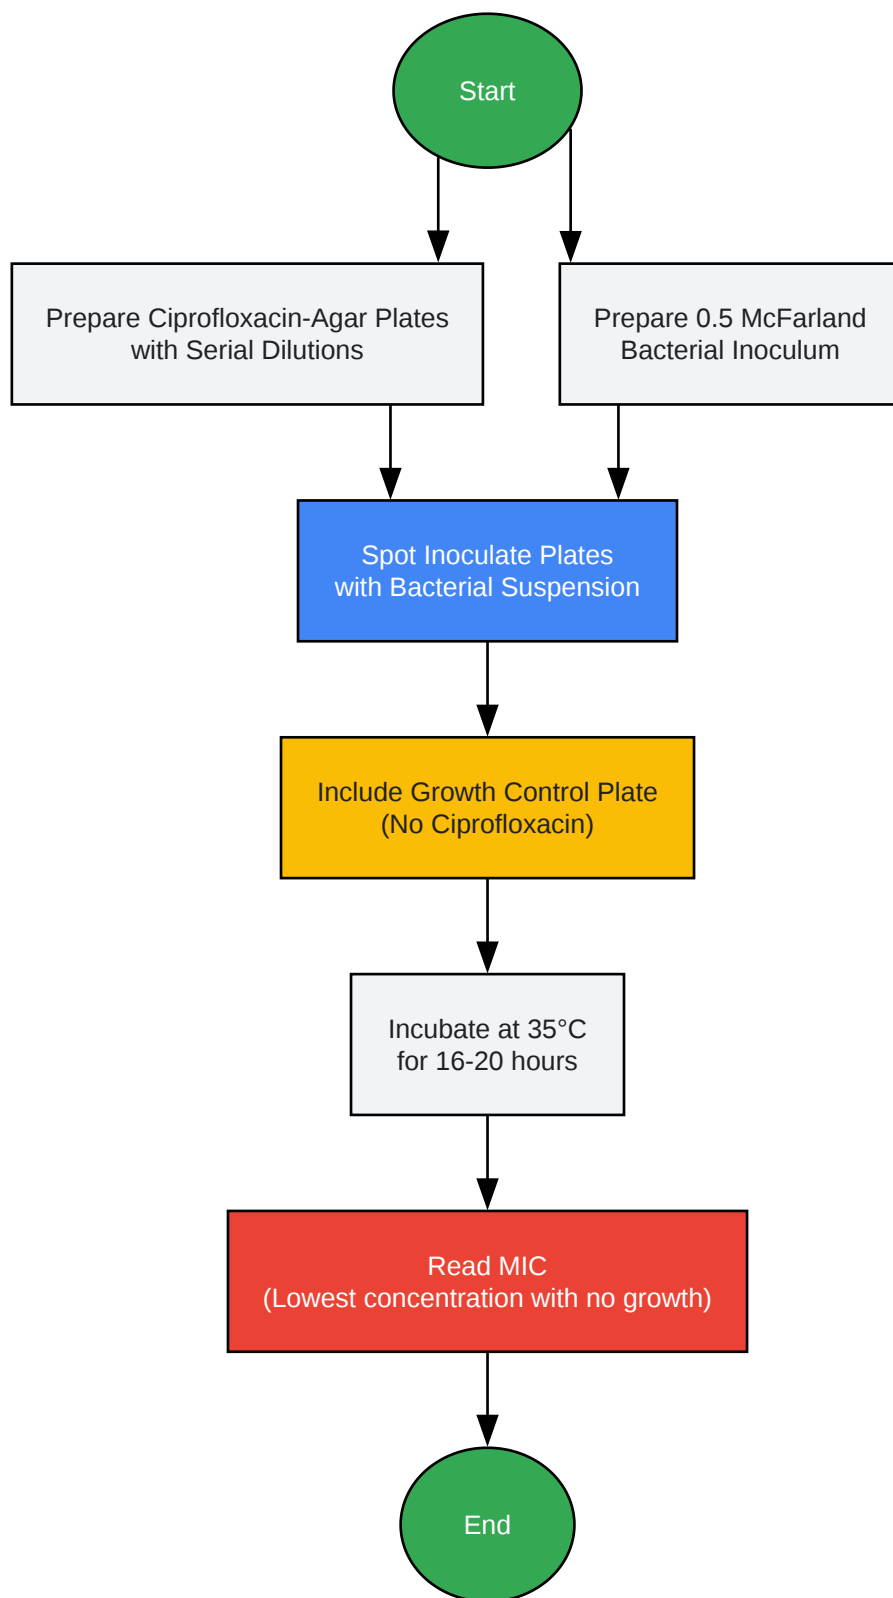 Start
Prepare Ciprofloxacin-Agar Plates
with Serial Dilutions
Prepare 0.5 McFarland
Bacterial Inoculum
Spot Inoculate Plates
with Bacterial Suspension
Include Growth Control Plate
(No Ciprofloxacin)
Incubate at 35°C
for 16-20 hours
Read MIC
(Lowest concentration with no growth)
End